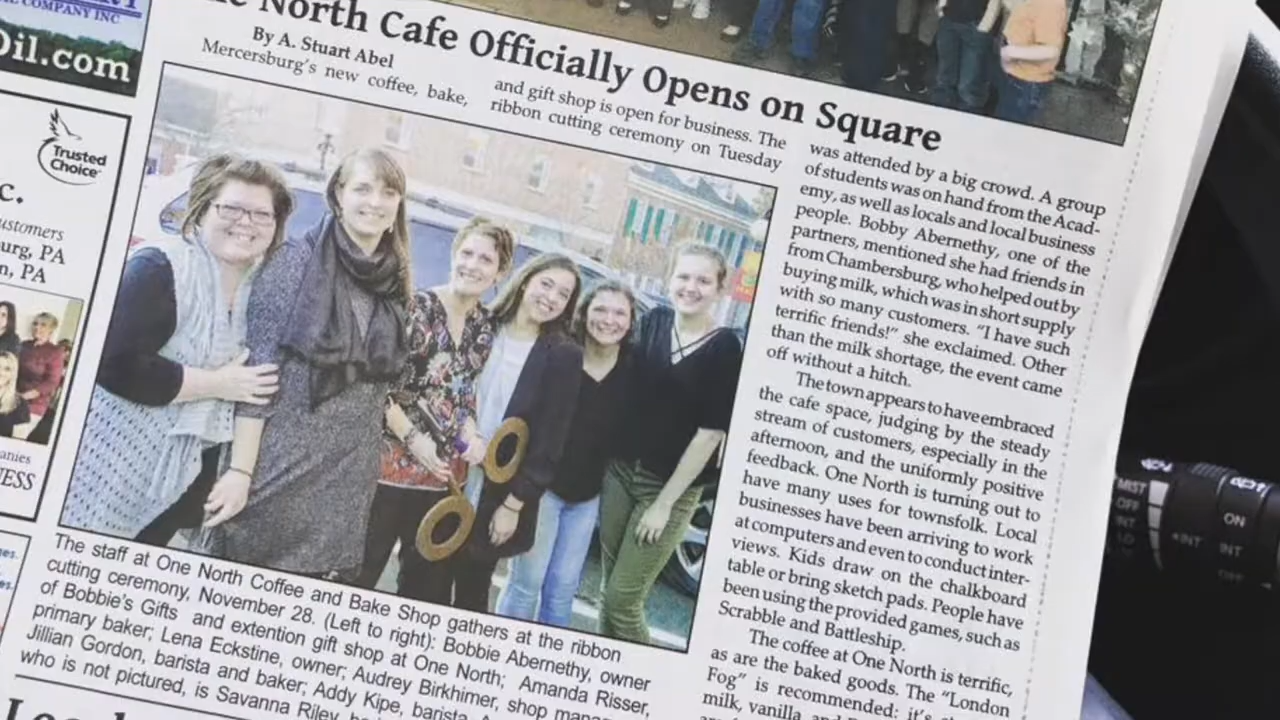 COMPANY INC
Oil.com
Trusted
Choice
c.
ustomers
urg, PA
n, PA
anies
NESS
North Cafe Officially Opens on Square
By A. Stuart Abel
Mercersburg's new coffee, bake,
and gift shop is open for business. The
ribbon cutting ceremony on Tuesday
was attended by a big crowd. A group
of students was on hand from the Acad-
emy, as well as locals and local business
people. Bobby Abernethy, one of the
partners, mentioned she had friends in
from Chambersburg, who helped out by
buying milk, which was in short supply
with so many customers. "I have such
terrific friends!" she exclaimed. Other
than the milk shortage, the event came
off without a hitch.
The town appears to have embraced
the cafe space, judging by the steady
stream of customers, especially in the
afternoon, and the uniformly positive
feedback. One North is turning out to
have many uses for townsfolk. Local
businesses have been arriving to work
at computers and even to conduct inter-
views. Kids draw on the chalkboard
table or bring sketch pads. People have
been using the provided games, such as
Scrabble and Battleship.
The coffee at One North is terrific,
as are the baked goods. The "London
Fog" is recommended: it's
milk, vanilla, and
The staff at One North Coffee and Bake Shop gathers at the ribbon
cutting ceremony, November 28. (Left to right): Bobbie Abernethy, owner
of Bobbie's Gifts and extention gift shop at One North; Amanda Risser,
primary baker; Lena Eckstine, owner; Audrey Birkhimer, shop
Jillian Gordon, barista and baker; Addy Kipe, barista.
who is not pictured, is Savanna Riley,
MIST
OFF
INT
LO
INT
ON
INT
OFF